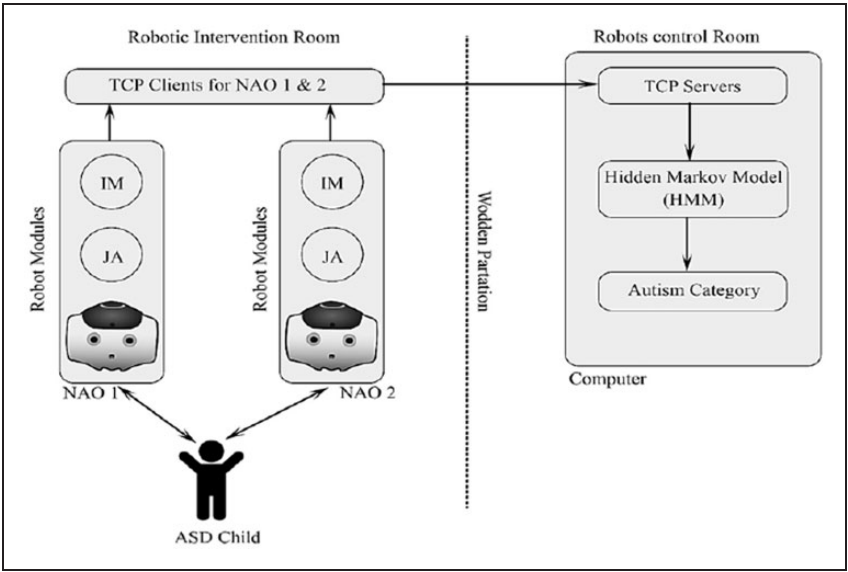 Robotic Intervention Room
Robots control Room
TCP Clients for NAO 1 & 2
TCP Servers
IM
IM
Hidden Markov Model
(HMM)
JA
JA
Robot Modules
Robot Modules
Wodden Partation
Autism Category
Computer
NAO 1
NAO 2
ASD Child